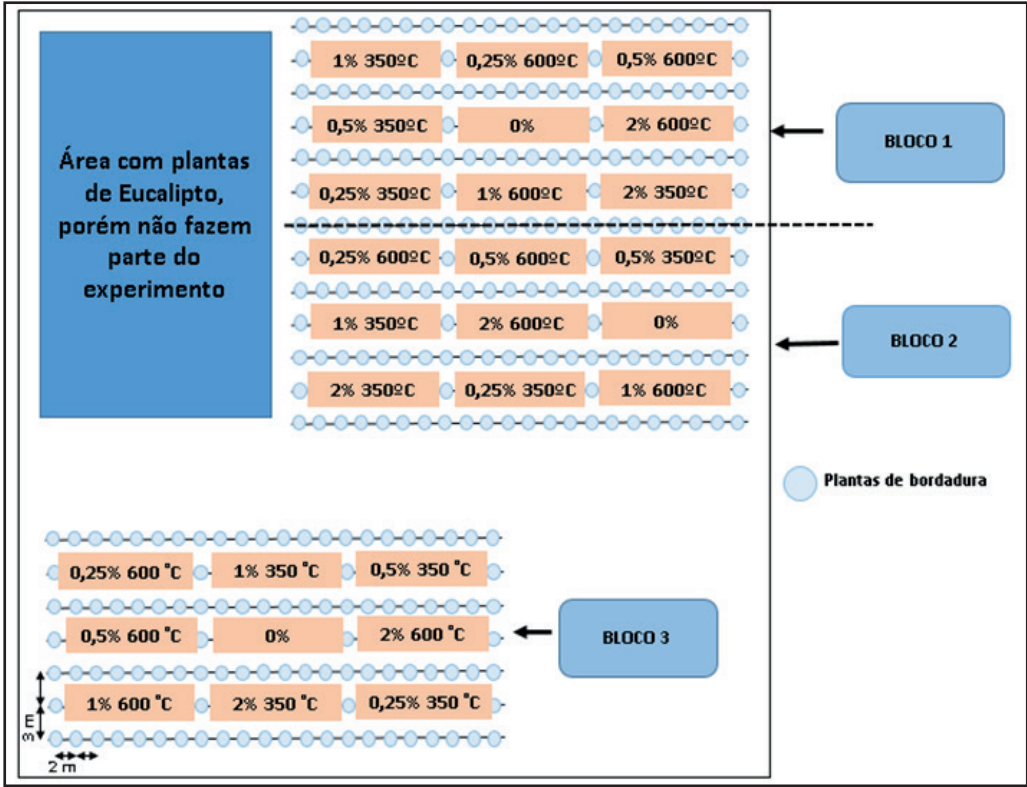 Área com plantas
de Eucalipto,
porém não fazem
parte do
experimento
1% 350ºC
0,25% 600ºC
0,5% 600ºC
0,5% 350ºC
0%
2% 600ºC
0,25% 350ºC
1% 600ºC
2% 350ºC
BLOCO 1
0,25% 600ºC
0,5% 600ºC
0,5% 350ºC
1% 350ºC
2% 600ºC
0%
2% 350ºC
0,25% 350ºC
1% 600ºC
BLOCO 2
Plantas de bordadura
0,25% 600 °C
1% 350 °C
0,5% 350 °C
0,5% 600 °C
0%
2% 600 °C
1% 600 °C
2% 350 °C
0,25% 350 °C
BLOCO 3
3 m
2 m